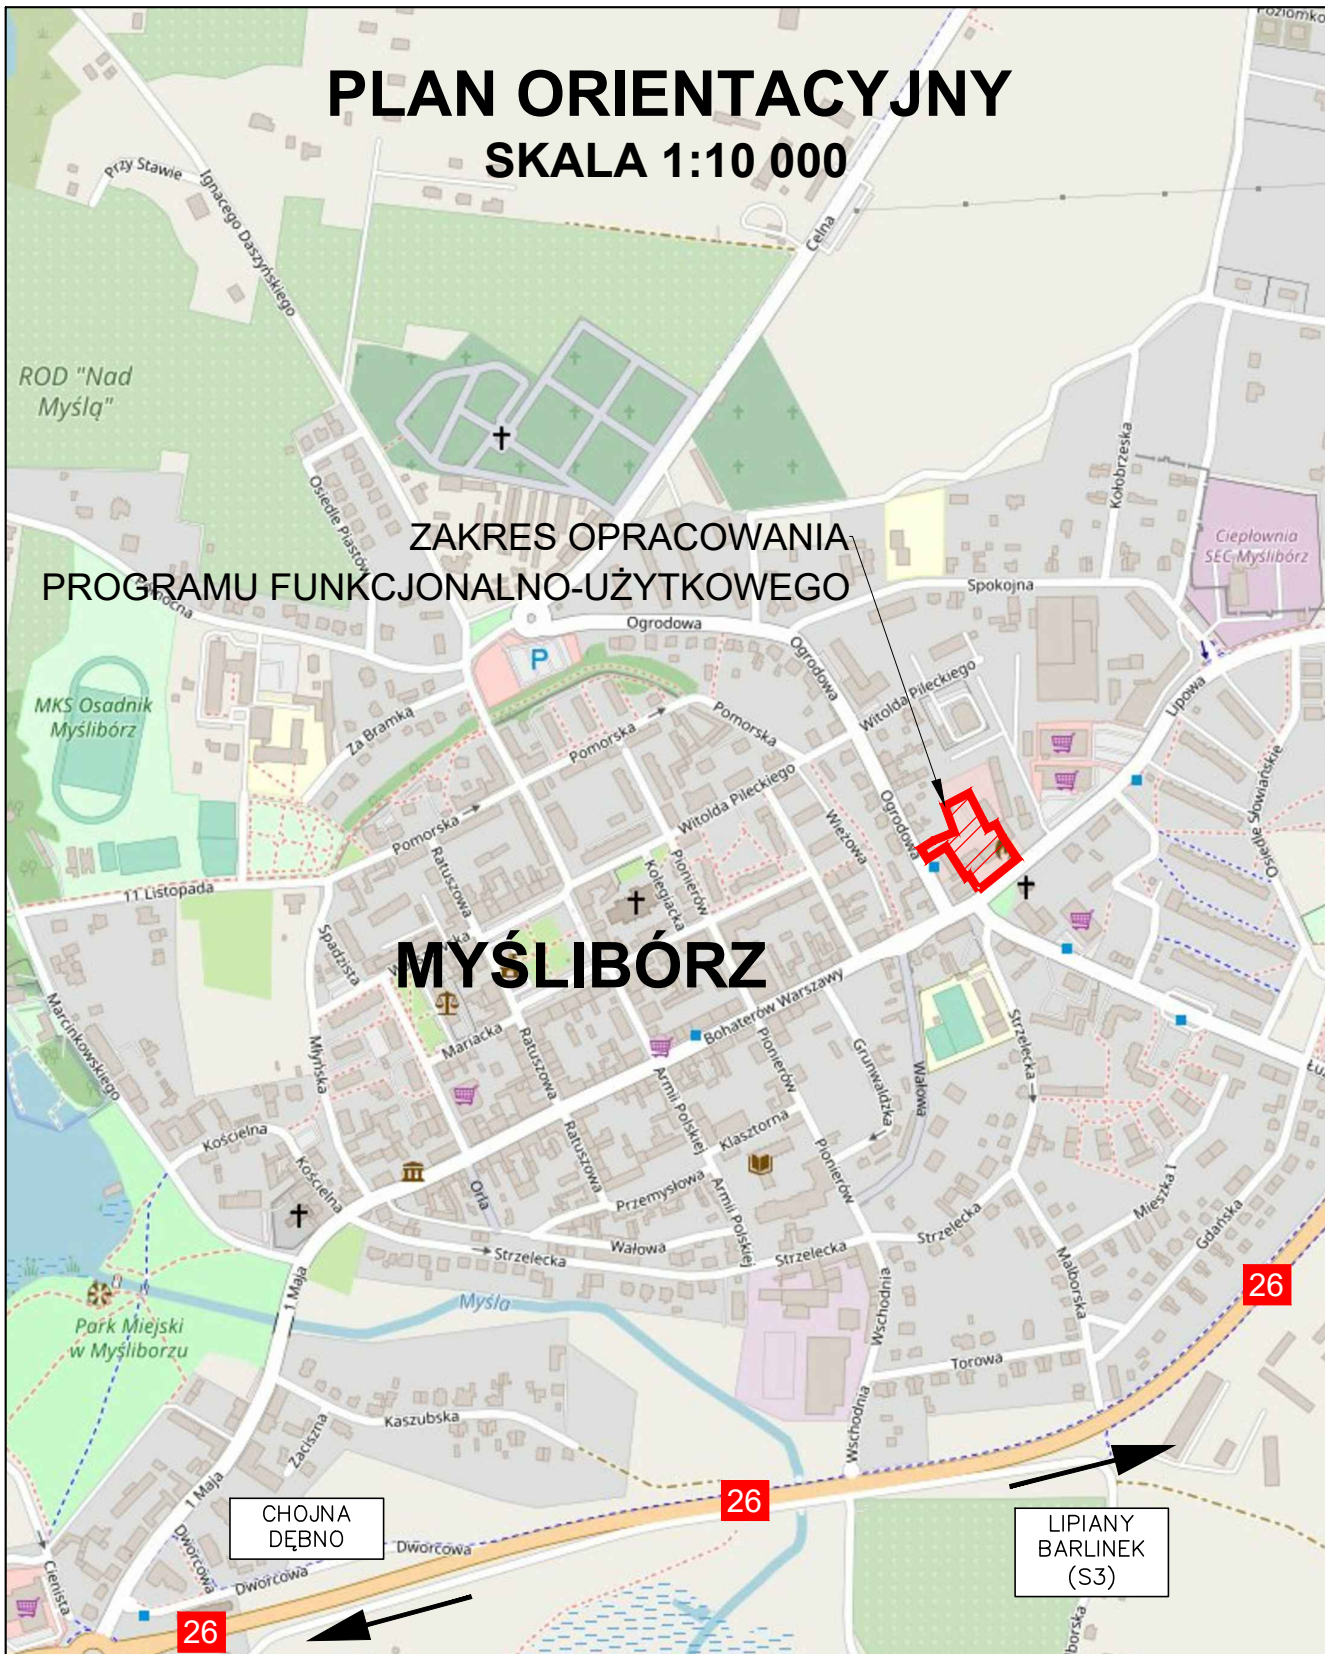 Poziomko
PLAN ORIENTACYJNY
SKALA 1:10 000
Przy Stawie
Ignacego Daszyńskiego
Celna
ROD "Nad
Myślą"
Osiedle Piastów
Kołobrzeska
Ciepłownia
SEC Myślibórz
ZAKRES OPRACOWANIA
PROGRAMU FUNKCJONALNO-UŻYTKOWEGO
Spokojna
Ogrodowa
P
Ogrodowa
Witolda Pileckiego
Lipowa
MKS Osadnik
Myślibórz
Za Bramką
Pomorska
Pomorska
Witolda Pileckiego
Ogrodowa
Wieżowa
Osiedle Słowiańskie
Pomorska
Ratuszowa
Kolegiacka
Pionierów
11 Listopada
Spadzista
MYŚLIBÓRZ
Marcinkowskiego
Młyńska
Mariacka
Ratuszowa
Bohaterów Warszawy
Pionierów
Grunwaldzka
Wałowa
Strzelecka
Armii Polskiej
Kościelna
Kościelna
Ratuszowa
Klasztorna
Pionierów
Orla
Przemysłowa
Armii Polskiej
Mieszka I
Gdańska
Strzelecka
Wałowa
Strzelecka
Strzelecka
Malborska
1 Maja
Myśla
Wschodnia
26
Park Miejski
w Myśliborzu
Torowa
Kaszubska
Zaciszna
Wschodnia
1 Maja
26
CHOJNA
DĘBNO
LIPIANY
BARLINEK
(S3)
Dworcowa
Dworcowa
Dworcowa
Cienista
26
borska